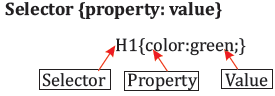 Selector {property: value}
H1{color:green;}
Selector Property Value